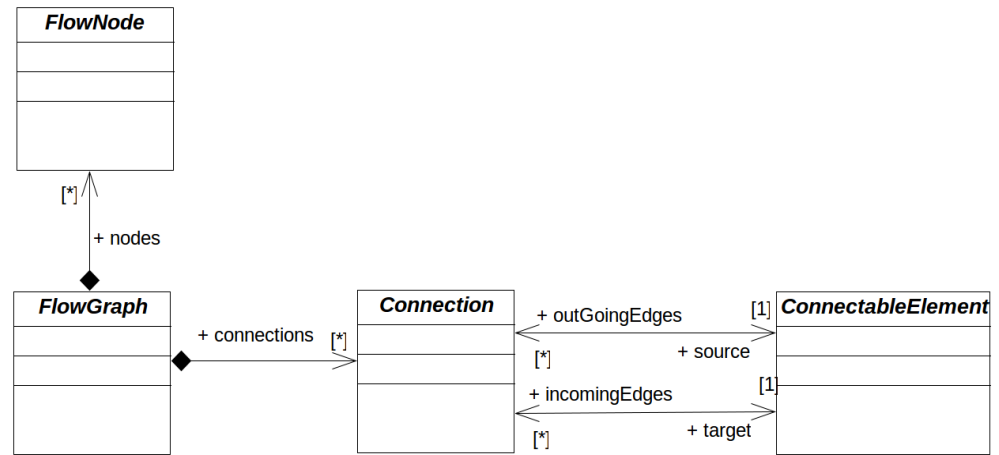 FlowNode
[*]
+ nodes
FlowGraph
+ connections
[*]
Connection
+ outGoingEdges
[1]
[*]
+ source
+ incomingEdges
[1]
[*]
+ target
ConnectableElement